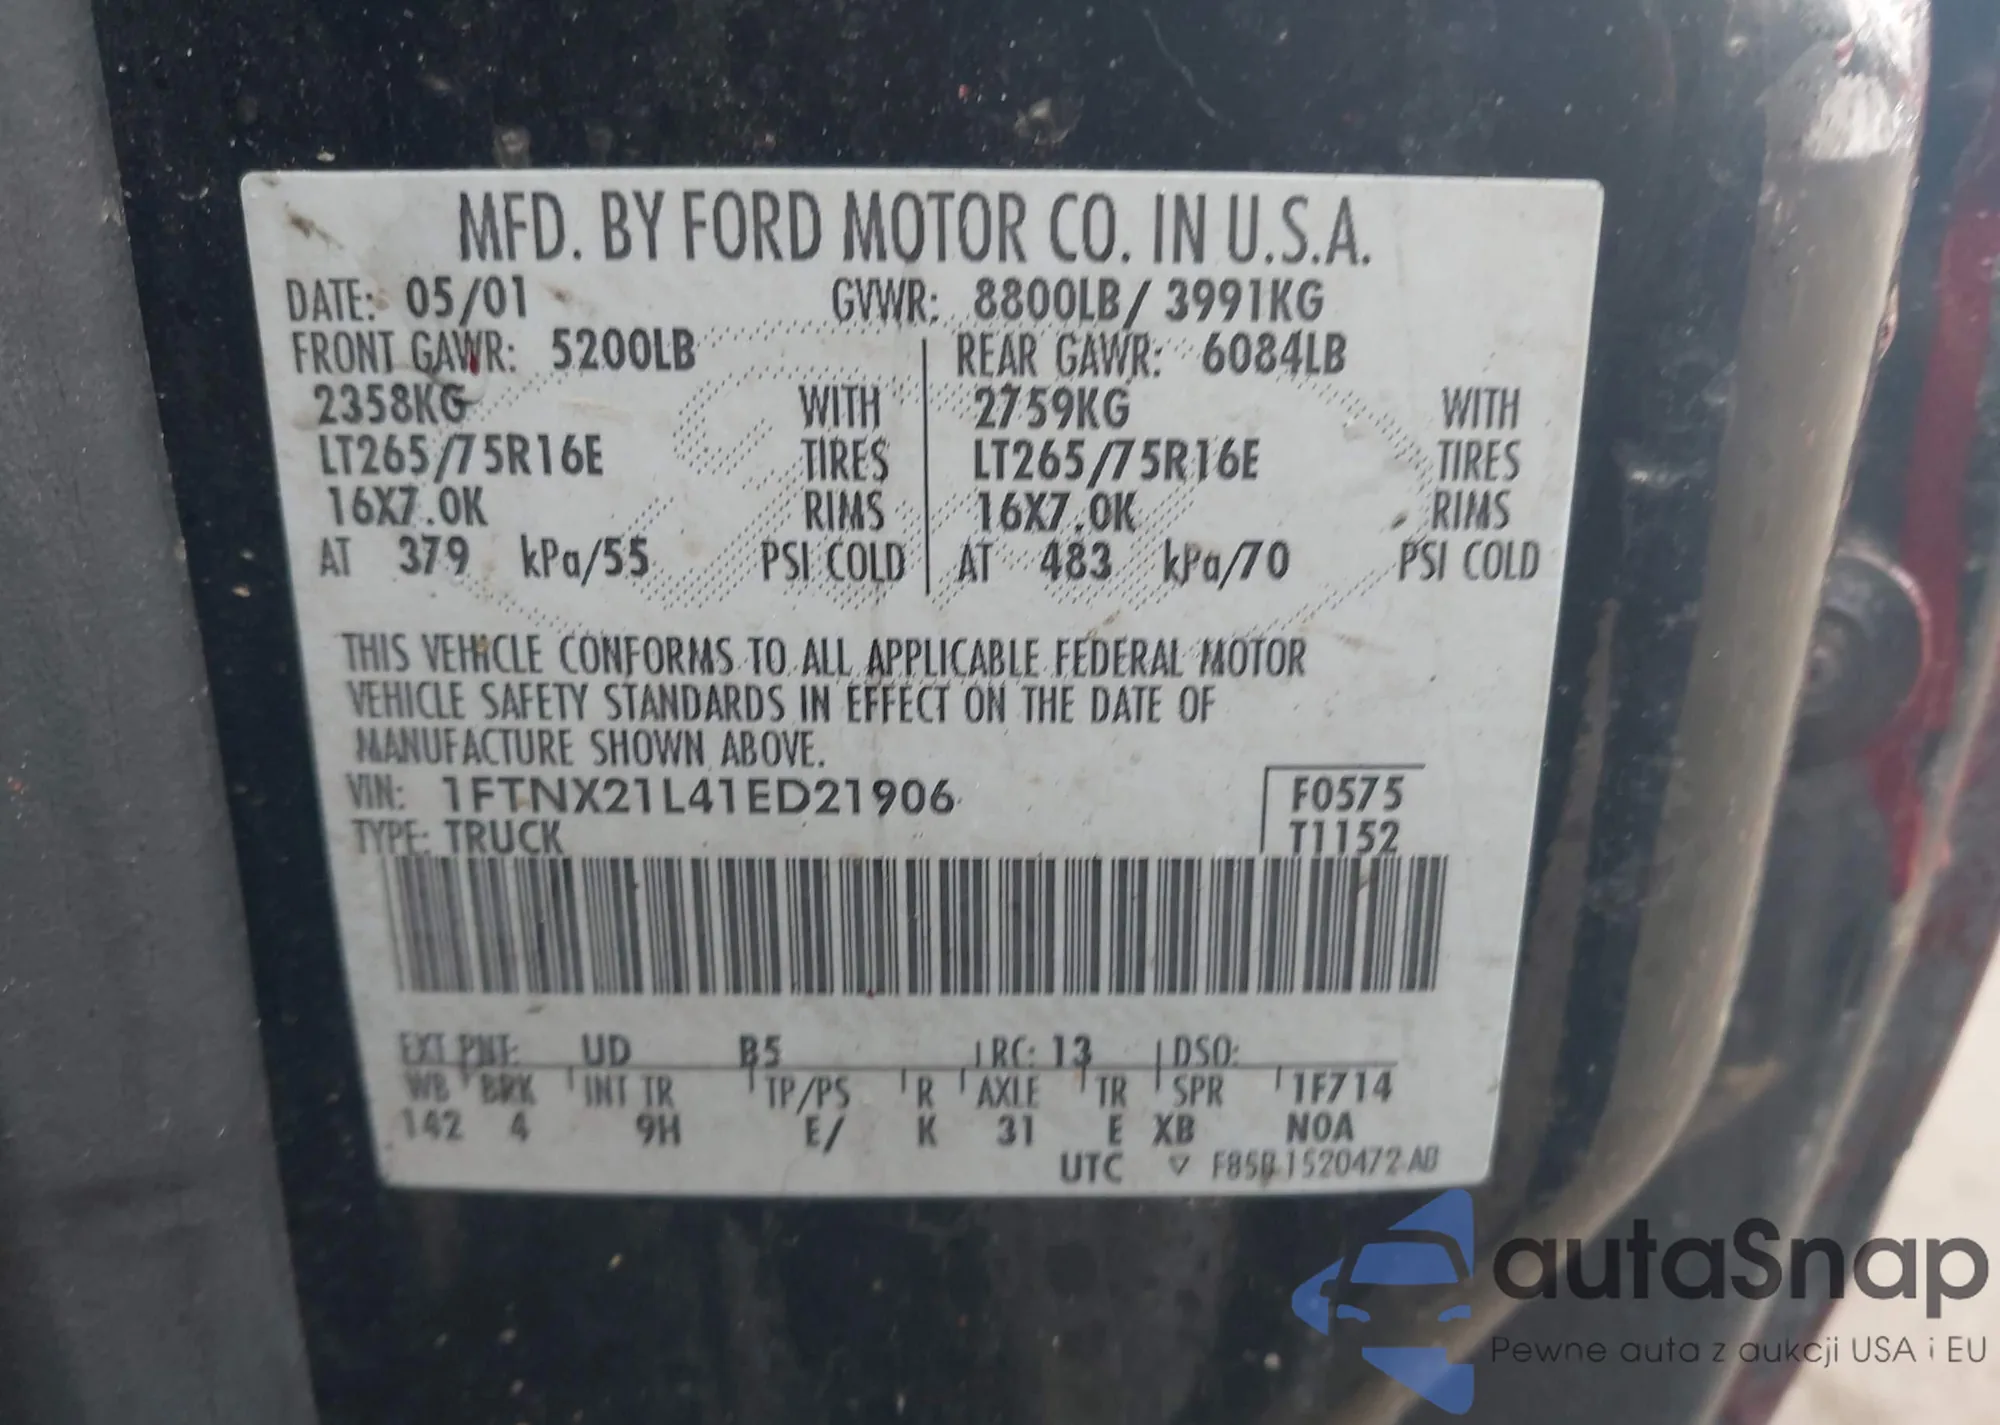 MFD. BY FORD MOTOR CO. IN U.S.A.
DATE: 05/01 GVWR: 8800LB/ 3991KG
FRONT GAWR: 5200LB REAR GAWR: 6084LB
2358KG WITH 2759KG WITH
LT265/75R16E TIRES LT265/75R16E TIRES
16X7.0K RIMS 16X7.0K RIMS
AT 379 kPa/55 PSI COLD AT 483 kPa/70 PSI COLD
THIS VEHICLE CONFORMS TO ALL APPLICABLE FEDERAL MOTOR
VEHICLE SAFETY STANDARDS IN EFFECT ON THE DATE OF
MANUFACTURE SHOWN ABOVE.
VIN: 1FTNX21L41ED21906 F0575
TYPE: TRUCK T1152
EXT PNT: UD B5 RC: 13 DSO:
WB BRK INT TR TP/PS R AXLE TR SPR 1F714
142 4 9H E/ K 31 E XB NOA
UTC
autaSnap
Pewne auta z aukcji USA i EU